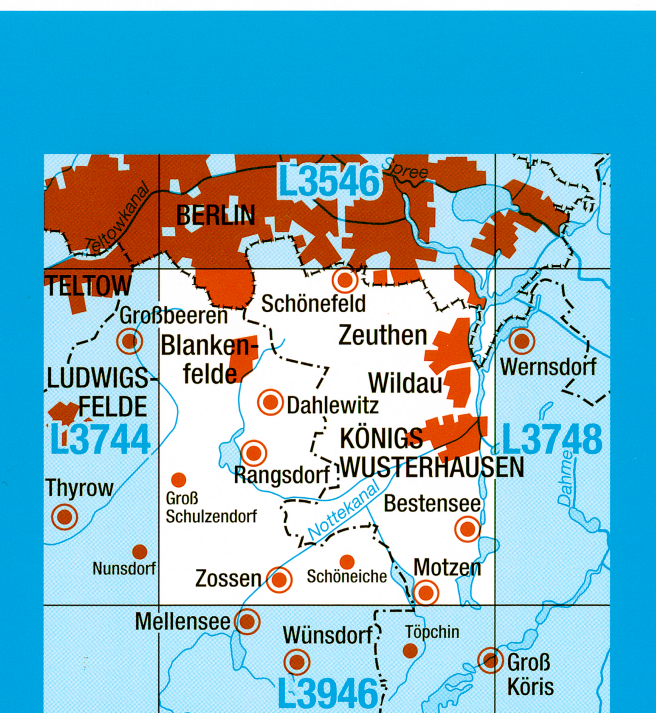 L3546
Spree
Teltowkanal
BERLIN
TELTOW
Schönefeld
Großbeeren
Zeuthen
Blanken-
felde
Wernsdorf
LUDWIGS-
FELDE
Wildau
Dahlewitz
L3744
KÖNIGS
WUSTERHAUSEN
L3748
Rangsdorf
Dahme
Thyrow
Groß
Schulzendorf
Nottekanal
Bestensee
Nunsdorf
Zossen
Schöneiche
Motzen
Mellensee
Wünsdorf
Töpchin
Groß
Köris
L3946